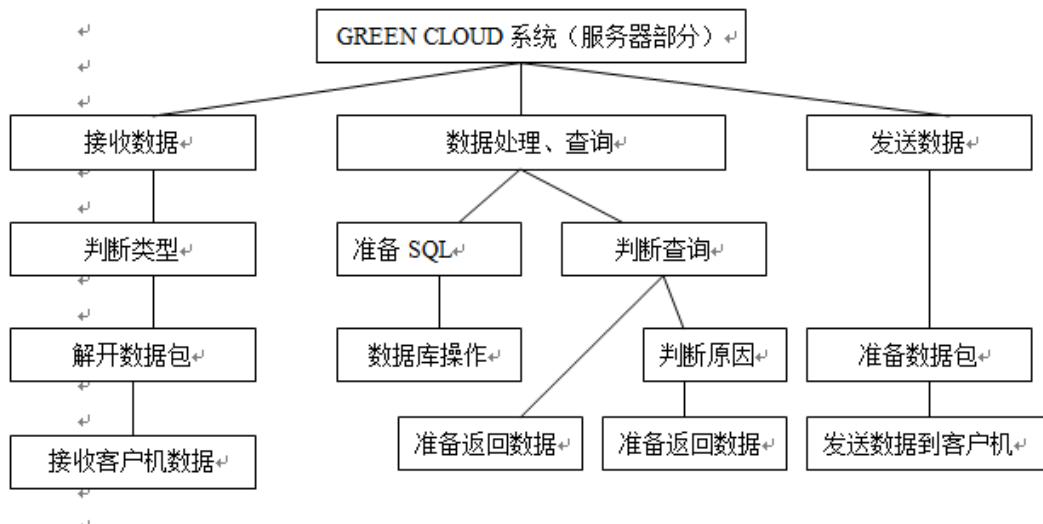 GREEN CLOUD 系统（服务器部分）
接收数据
数据处理、查询
发送数据
判断类型
准备 SQL
判断查询
解开数据包
数据库操作
判断原因
准备数据包
准备返回数据
准备返回数据
发送数据到客户机
接收客户机数据